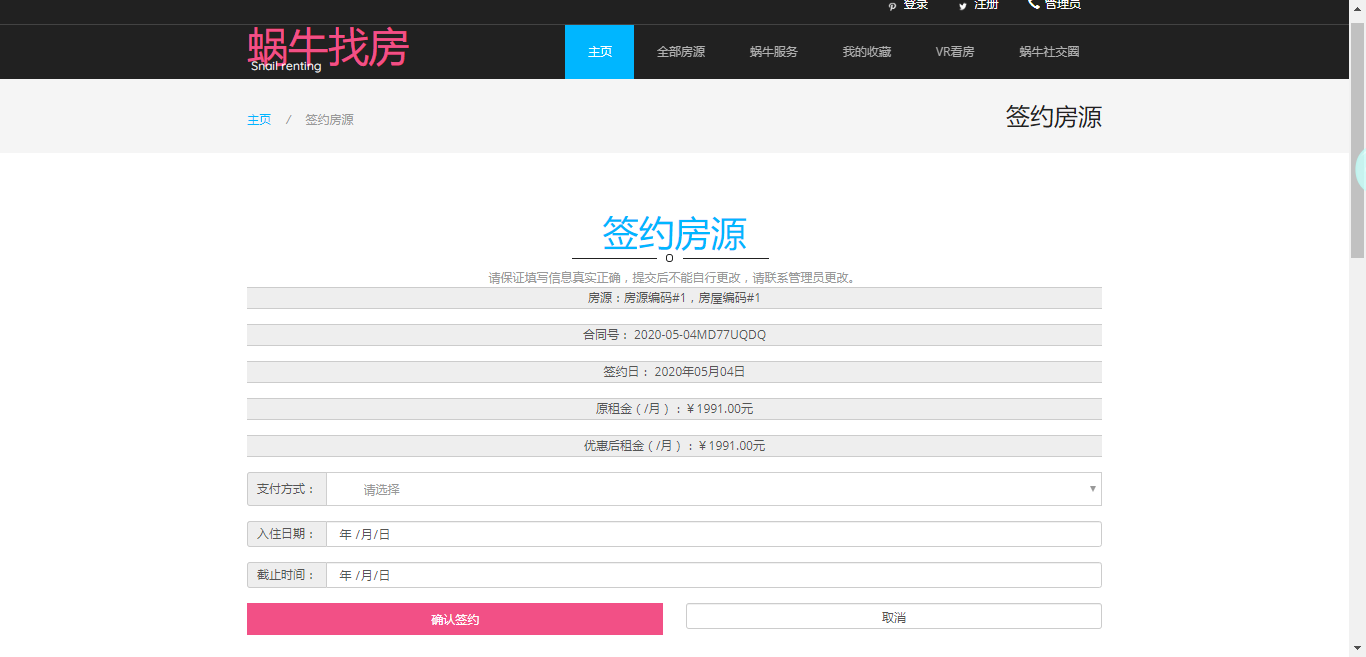 登录 注册 管理员
蜗牛找房
Snail renting
主页 全部房源 蜗牛服务 我的收藏 VR看房 蜗牛社交圈
主页 / 签约房源
签约房源
签约房源
请保证填写信息真实正确，提交后不能自行更改，请联系管理员更改。
房源：房源编码#1，房屋编码#1
合同号： 2020-05-04MD77UQDQ
签约日： 2020年05月04日
原租金（/月）：￥1991.00元
优惠后租金（/月）：￥1991.00元
支付方式： 请选择
入住日期： 年 /月/日
截止时间： 年 /月/日
确认签约 取消